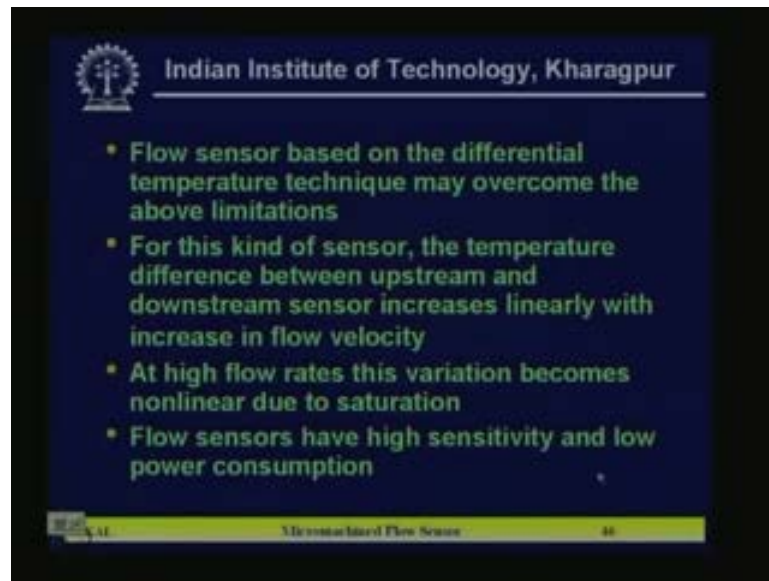 Indian Institute of Technology, Kharagpur
• Flow sensor based on the differential
temperature technique may overcome the
above limitations
• For this kind of sensor, the temperature
difference between upstream and
downstream sensor increases linearly with
increase in flow velocity
• At high flow rates this variation becomes
nonlinear due to saturation
• Flow sensors have high sensitivity and low
power consumption
KAL
Micromachined Flow Sensor